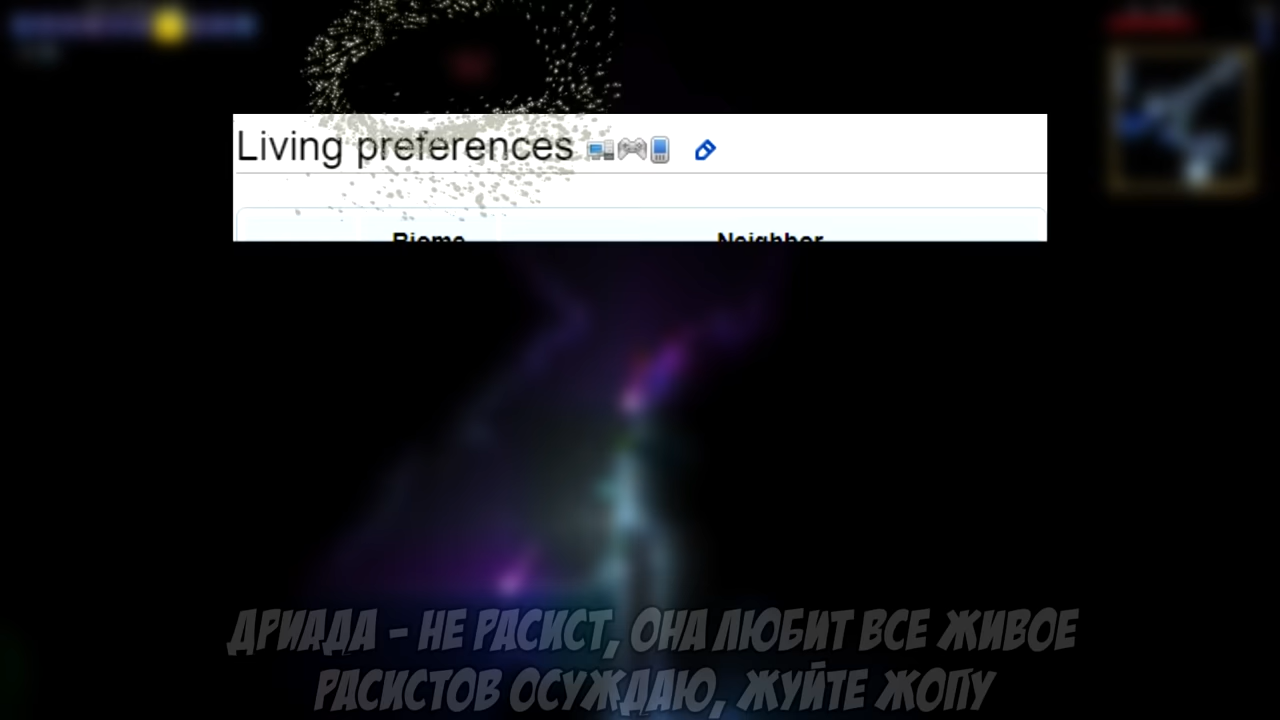 Living preferences
Biome Neighbor
ДРИАДА - НЕ РАСИСТ, ОНА ЛЮБИТ ВСЕ ЖИВОЕ
РАСИСТОВ ОСУЖДАЮ, ЖУЙТЕ ЖОПУ